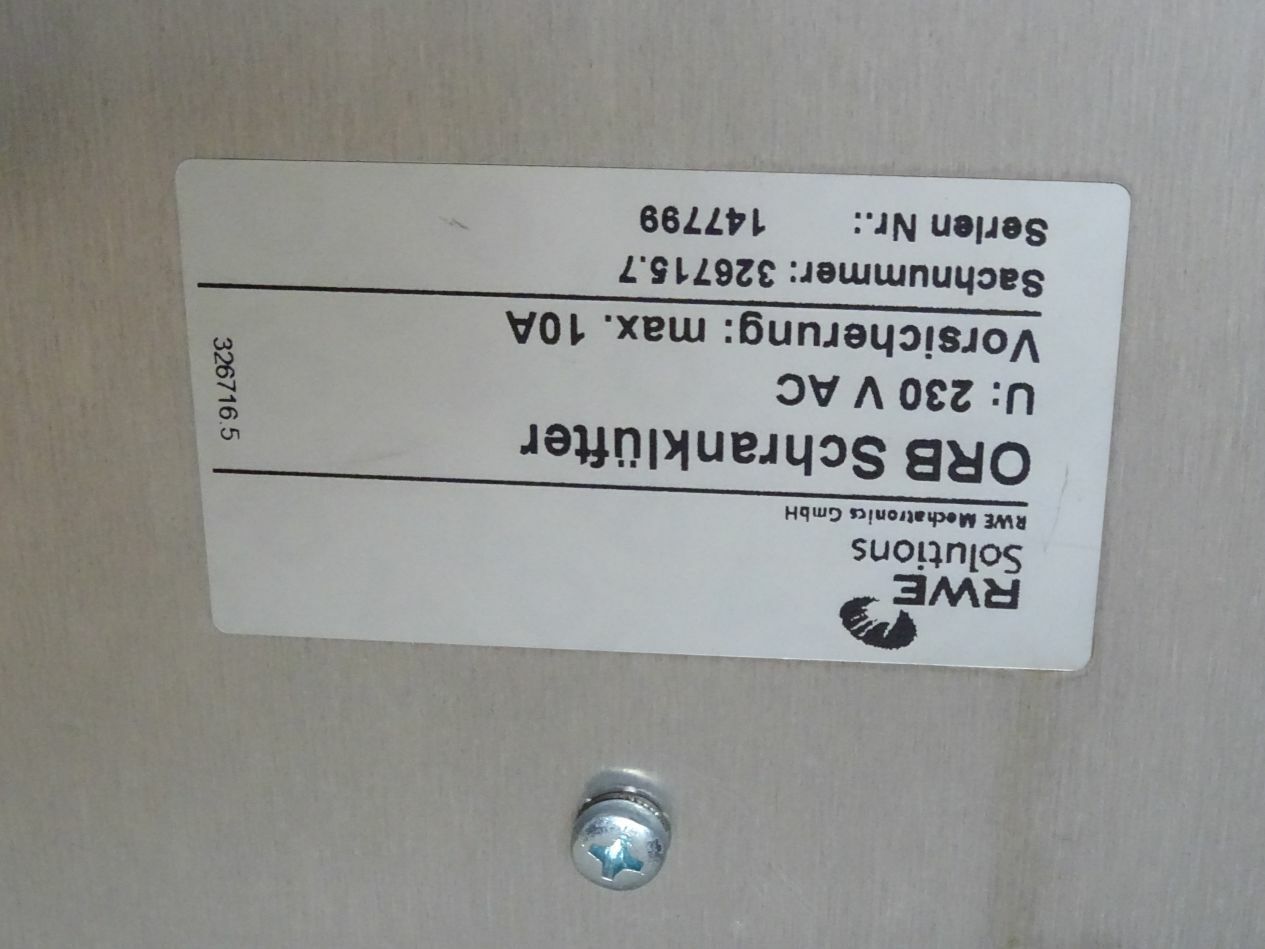 RWE
Solutions
RWE Mechatronics GmbH
ORB Schranklüfter
U: 230 V AC
Vorsicherung: max. 10A
326716.5
Sachnummer: 326715.7
Serien Nr.: 147799